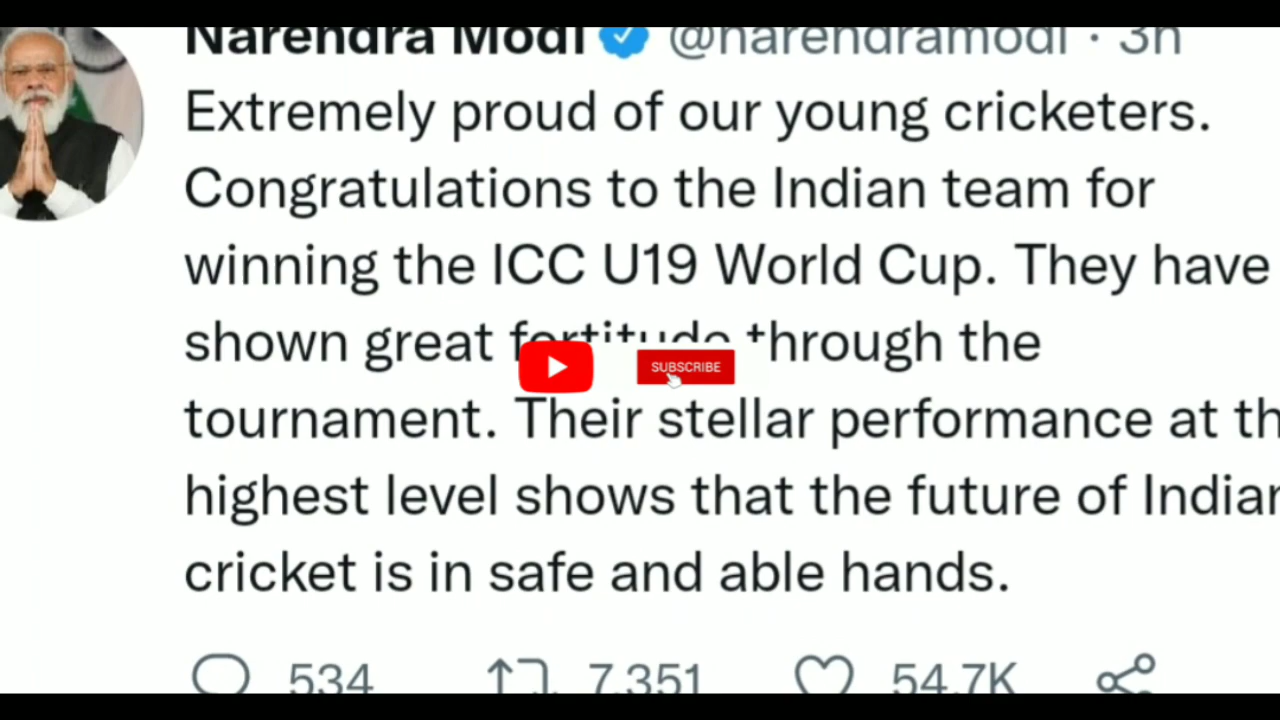 Narendra Modi @narendramodi · 3h
Extremely proud of our young cricketers.
Congratulations to the Indian team for
winning the ICC U19 World Cup. They have
shown great fortitude through the
SUBSCRIBE
tournament. Their stellar performance at th
highest level shows that the future of Indian
cricket is in safe and able hands.
534 7,351 54.7K